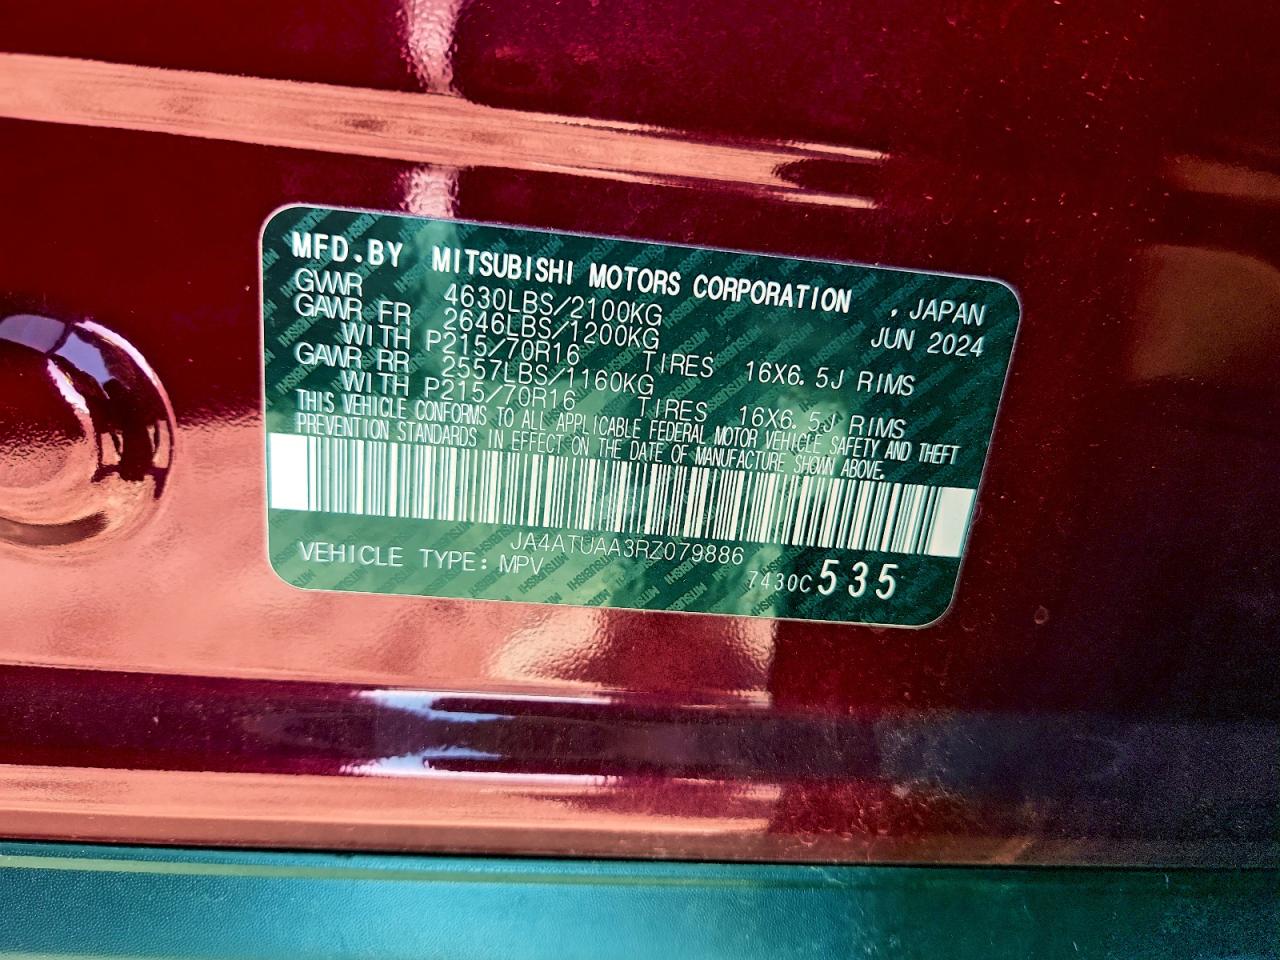 MFD.BY MITSUBISHI MOTORS CORPORATION , JAPAN
GVWR 4630LBS/2100KG JUN 2024
GAWR FR 2646LBS/1200KG
WITH P215/70R16 TIRES 16X6.5J RIMS
GAWR RR 2557LBS/1160KG
WITH P215/70R16 TIRES 16X6.5J RIMS
THIS VEHICLE CONFORMS TO ALL APPLICABLE FEDERAL MOTOR VEHICLE SAFETY AND THEFT
PREVENTION STANDARDS IN EFFECT ON THE DATE OF MANUFACTURE SHOWN ABOVE.
JA4ATUAA3RZ079886
VEHICLE TYPE: MPV 7430C 535